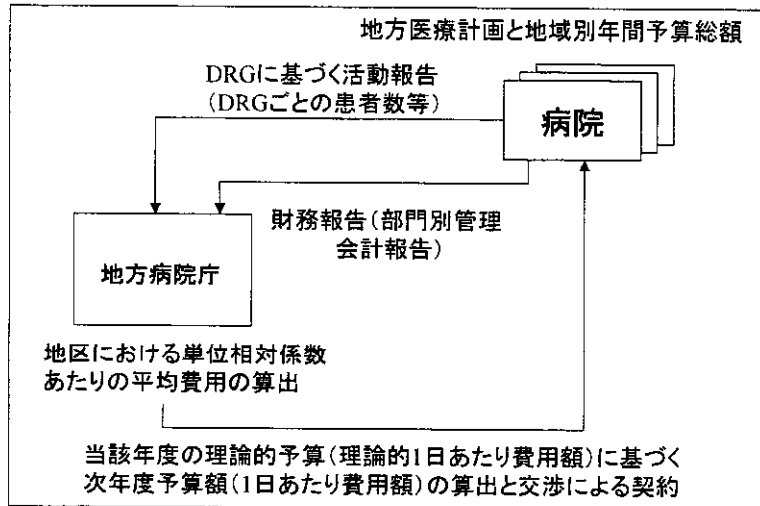 地方医療計画と地域別年間予算総額
DRGに基づく活動報告
（DRGごとの患者数等）
病院
財務報告（部門別管理
会計報告）
地方病院庁
地区における単位相対係数
あたりの平均費用の算出
当該年度の理論的予算（理論的1日あたり費用額）に基づく
次年度予算額（1日あたり費用額）の算出と交渉による契約